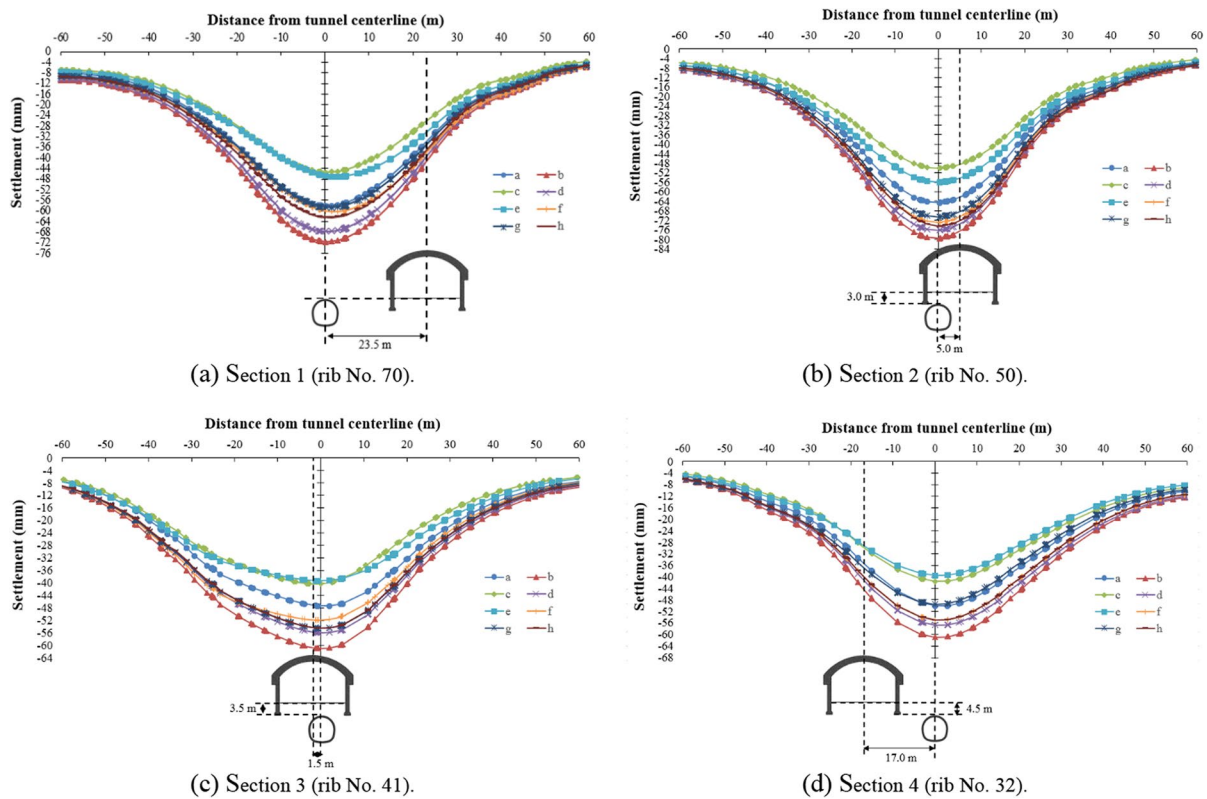 Distance from tunnel centerline (m)
-60 -50 -40 -30 -20 -10 0 10 20 30 40 50 60
Settlement (mm)
0
-4
-8
-12
-16
-20
-24
-28
-32
-36
-40
-44
-48
-52
-56
-60
-64
-68
-72
-76
a b
c d
e f
g h
23.5 m
(a) Section 1 (rib No. 70).
Distance from tunnel centerline (m)
-60 -50 -40 -30 -20 -10 0 10 20 30 40 50 60
Settlement (mm)
0
-4
-8
-12
-16
-20
-24
-28
-32
-36
-40
-44
-48
-52
-56
-60
-64
-68
-72
-76
-80
-84
a b
c d
e f
g h
3.0 m
5.0 m
(b) Section 2 (rib No. 50).
Distance from tunnel centerline (m)
-60 -50 -40 -30 -20 -10 0 10 20 30 40 50 60
Settlement (mm)
0
-4
-8
-12
-16
-20
-24
-28
-32
-36
-40
-44
-48
-52
-56
-60
-64
a b
c d
e f
g h
3.5 m
1.5 m
(c) Section 3 (rib No. 41).
Distance from tunnel centerline (m)
-60 -50 -40 -30 -20 -10 0 10 20 30 40 50 60
Settlement (mm)
0
-4
-8
-12
-16
-20
-24
-28
-32
-36
-40
-44
-48
-52
-56
-60
-64
-68
a b
c d
e f
g h
4.5 m
17.0 m
(d) Section 4 (rib No. 32).